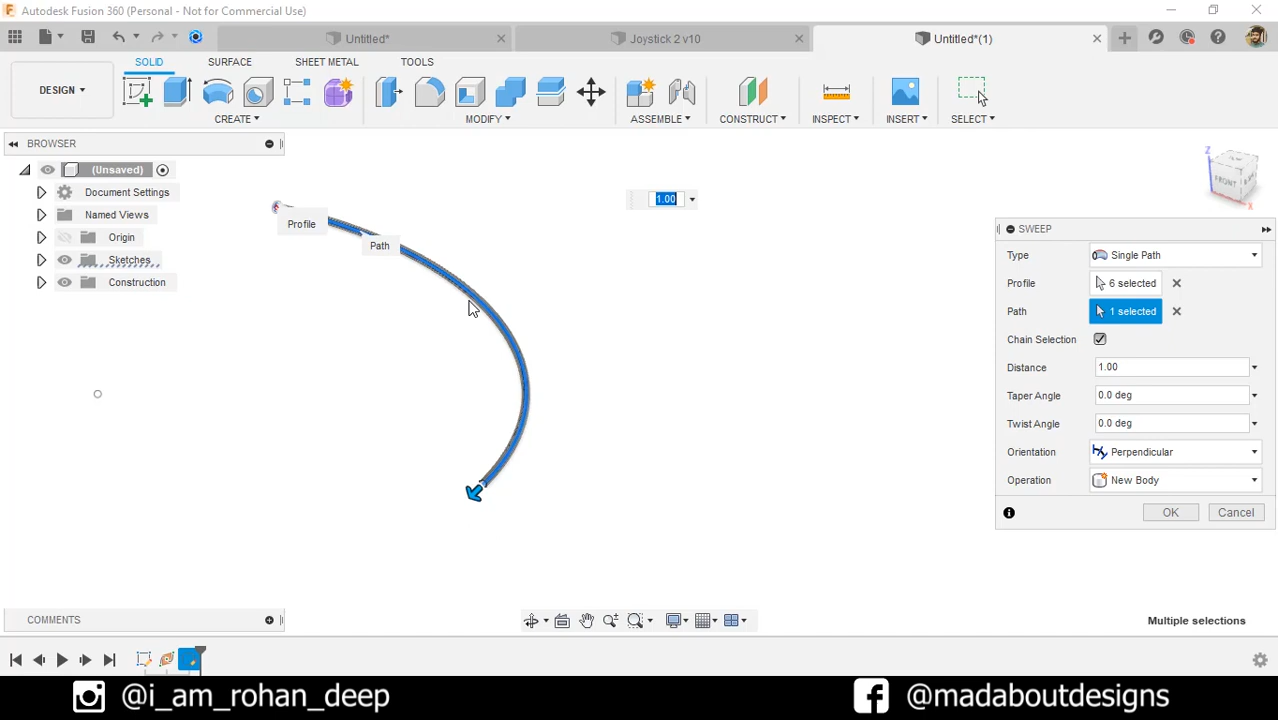 Autodesk Fusion 360 (Personal - Not for Commercial Use)
Untitled*
Joystick 2 v10
Untitled*(1)
SOLID
SURFACE
SHEET METAL
TOOLS
DESIGN
CREATE
MODIFY
ASSEMBLE
CONSTRUCT
INSPECT
INSERT
SELECT
BROWSER
(Unsaved)
Document Settings
Named Views
Origin
Sketches
Construction
Profile
Path
1.00
Z
X
FRONT
SWEEP
Type
Single Path
Profile
6 selected
Path
1 selected
Chain Selection
Distance
1.00
Taper Angle
0.0 deg
Twist Angle
0.0 deg
Orientation
Perpendicular
Operation
New Body
OK
Cancel
COMMENTS
Multiple selections
@i_am_rohan_deep
@madaboutdesigns